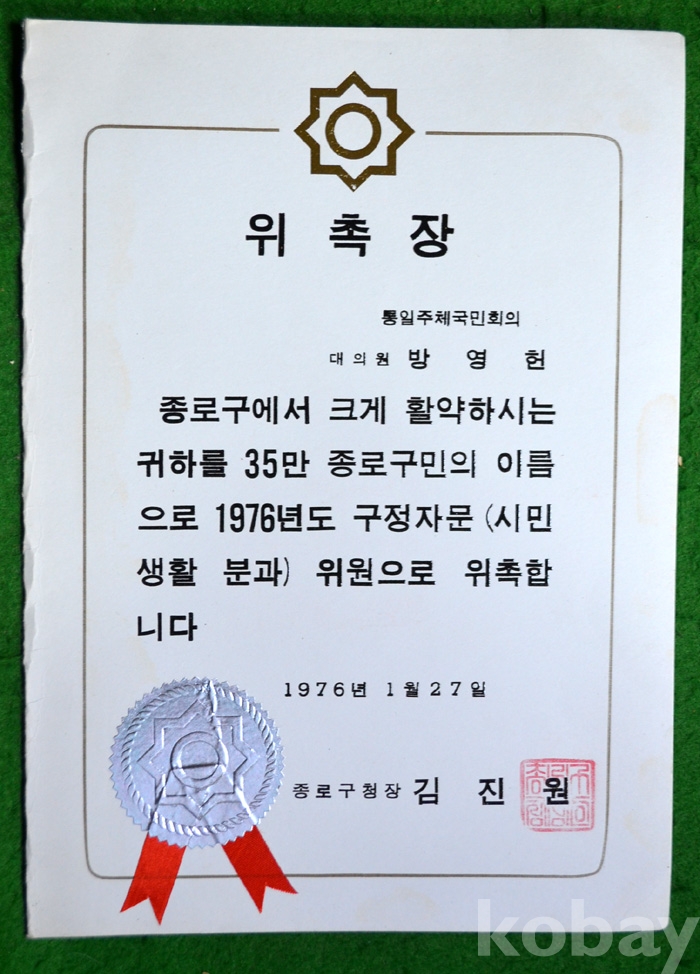 위 촉 장
통일주체국민회의
대의원 방 영 헌
종로구에서 크게 활약하시는
귀하를 35만 종로구민의 이름
으로 1976년도 구정자문 (시민
생활 분과) 위원으로 위촉합
니다
1976년 1월 27일
종로구청장 김 진 원
kobay